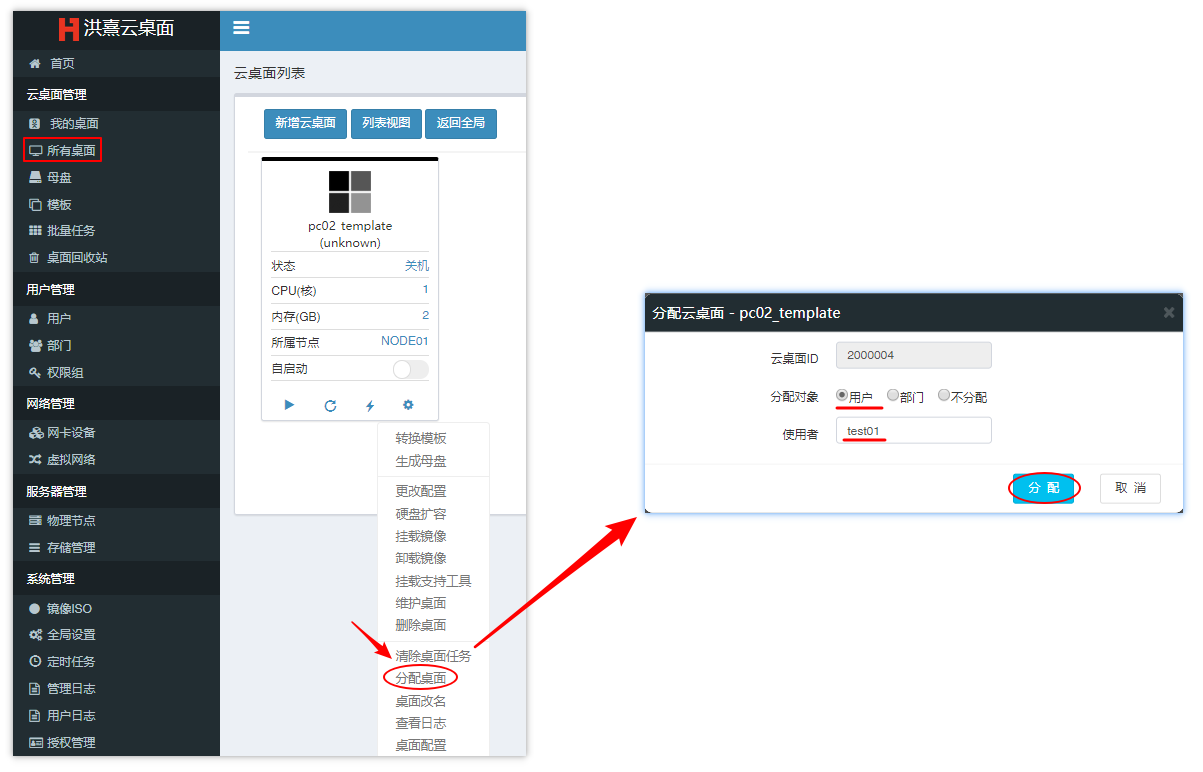 洪熹云桌面
首页
云桌面管理
我的桌面
所有桌面
母盘
模板
批量任务
桌面回收站
用户管理
用户
部门
权限组
网络管理
网卡设备
虚拟网络
服务器管理
物理节点
存储管理
系统管理
镜像ISO
全局设置
定时任务
管理日志
用户日志
授权管理
云桌面列表
新增云桌面 列表视图 返回全局
pc02_template
(unknown)
状态 关机
CPU(核) 1
内存(GB) 2
所属节点 NODE01
自启动
转换模板
生成母盘
更改配置
硬盘扩容
挂载镜像
卸载镜像
挂载支持工具
维护桌面
删除桌面
清除桌面任务
分配桌面
桌面改名
查看日志
桌面配置
分配云桌面 - pc02_template
云桌面ID 2000004
分配对象 用户 部门 不分配
使用者 test01
分 配 取 消